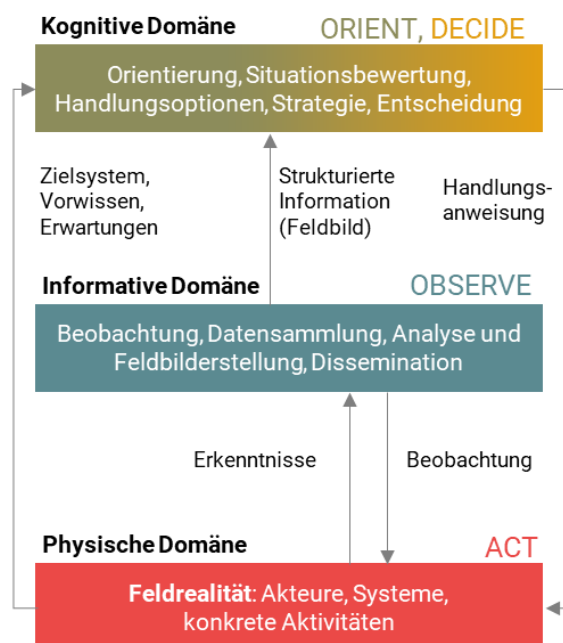 Kognitive Domäne ORIENT, DECIDE
Orientierung, Situationsbewertung,
Handlungsoptionen, Strategie, Entscheidung
Zielsystem,
Vorwissen,
Erwartungen
Strukturierte
Information
(Feldbild)
Handlungs-
anweisung
Informative Domäne OBSERVE
Beobachtung, Datensammlung, Analyse und
Feldbilderstellung, Dissemination
Erkenntnisse
Beobachtung
Physische Domäne ACT
Feldrealität: Akteure, Systeme,
konkrete Aktivitäten